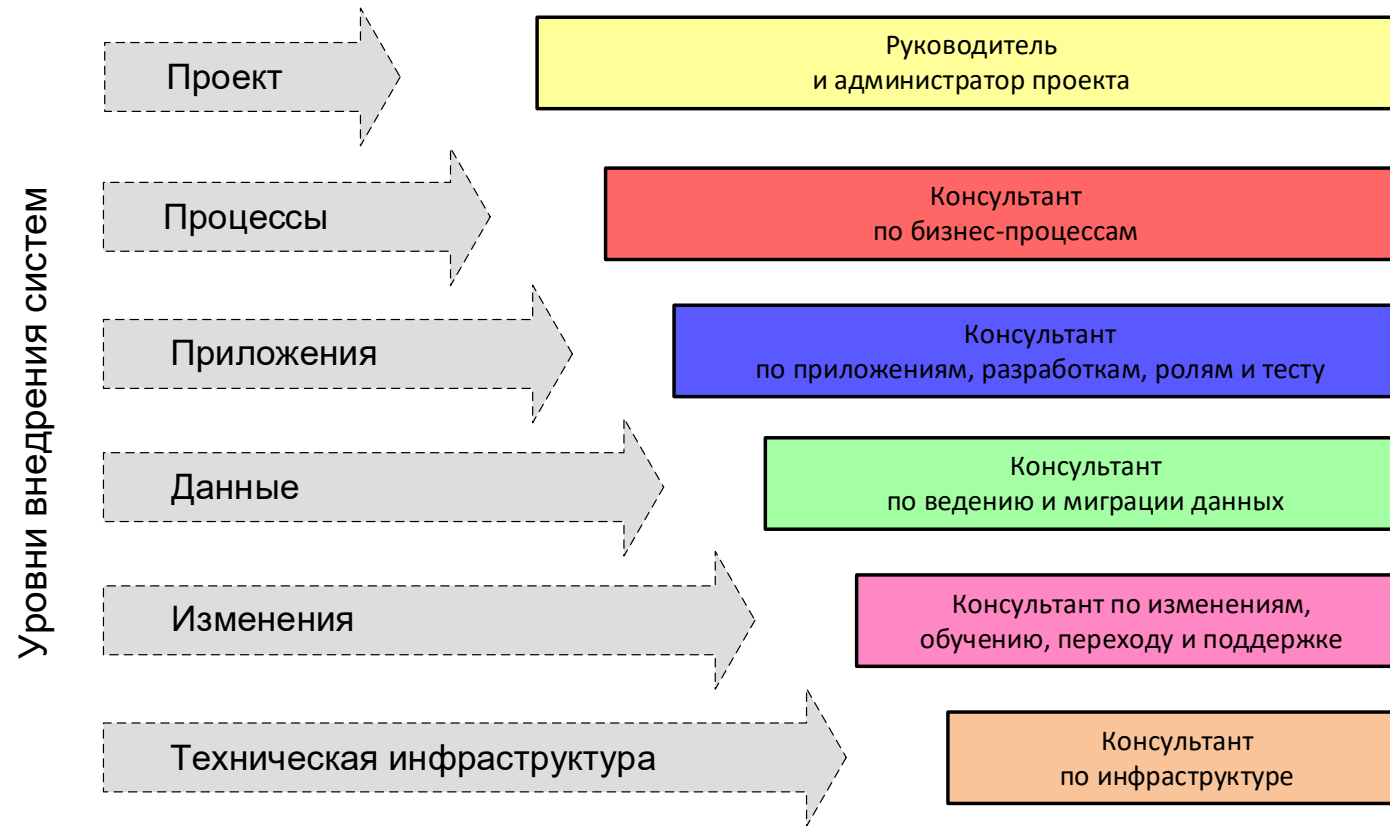 Уровни внедрения систем
Проект
Руководитель
и администратор проекта
Процессы
Консультант
по бизнес-процессам
Приложения
Консультант
по приложениям, разработкам, ролям и тесту
Данные
Консультант
по ведению и миграции данных
Изменения
Консультант по изменениям,
обучению, переходу и поддержке
Техническая инфраструктура
Консультант
по инфраструктуре